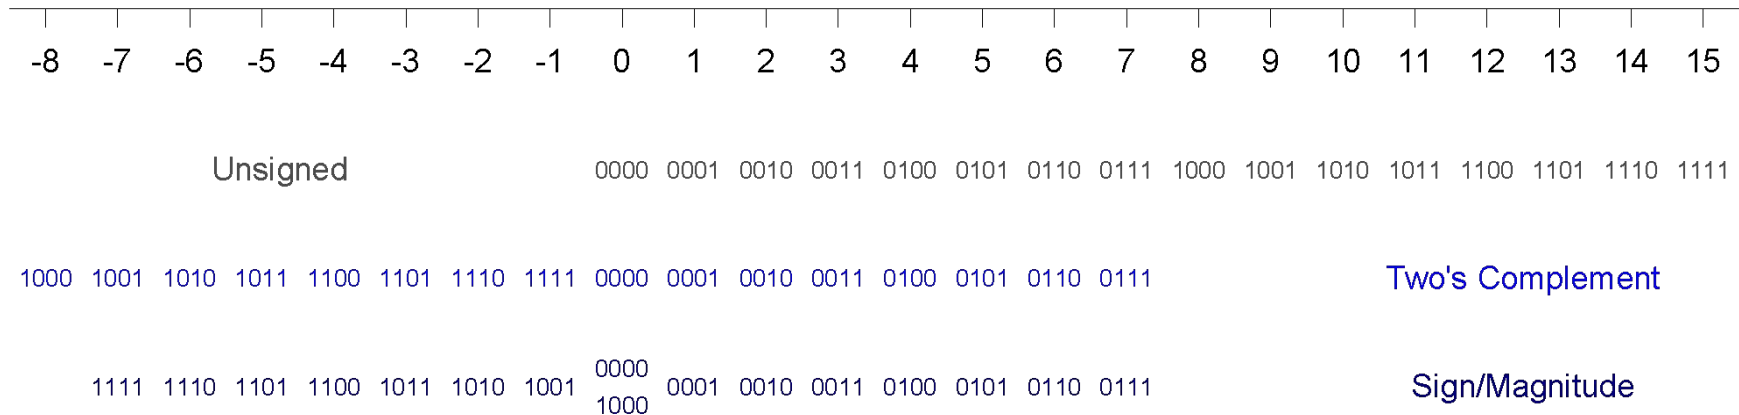 -8 -7 -6 -5 -4 -3 -2 -1 0 1 2 3 4 5 6 7 8 9 10 11 12 13 14 15
Unsigned 0000 0001 0010 0011 0100 0101 0110 0111 1000 1001 1010 1011 1100 1101 1110 1111
1000 1001 1010 1011 1100 1101 1110 1111 0000 0001 0010 0011 0100 0101 0110 0111 Two's Complement
0000
1111 1110 1101 1100 1011 1010 1001 0001 0010 0011 0100 0101 0110 0111 Sign/Magnitude
1000